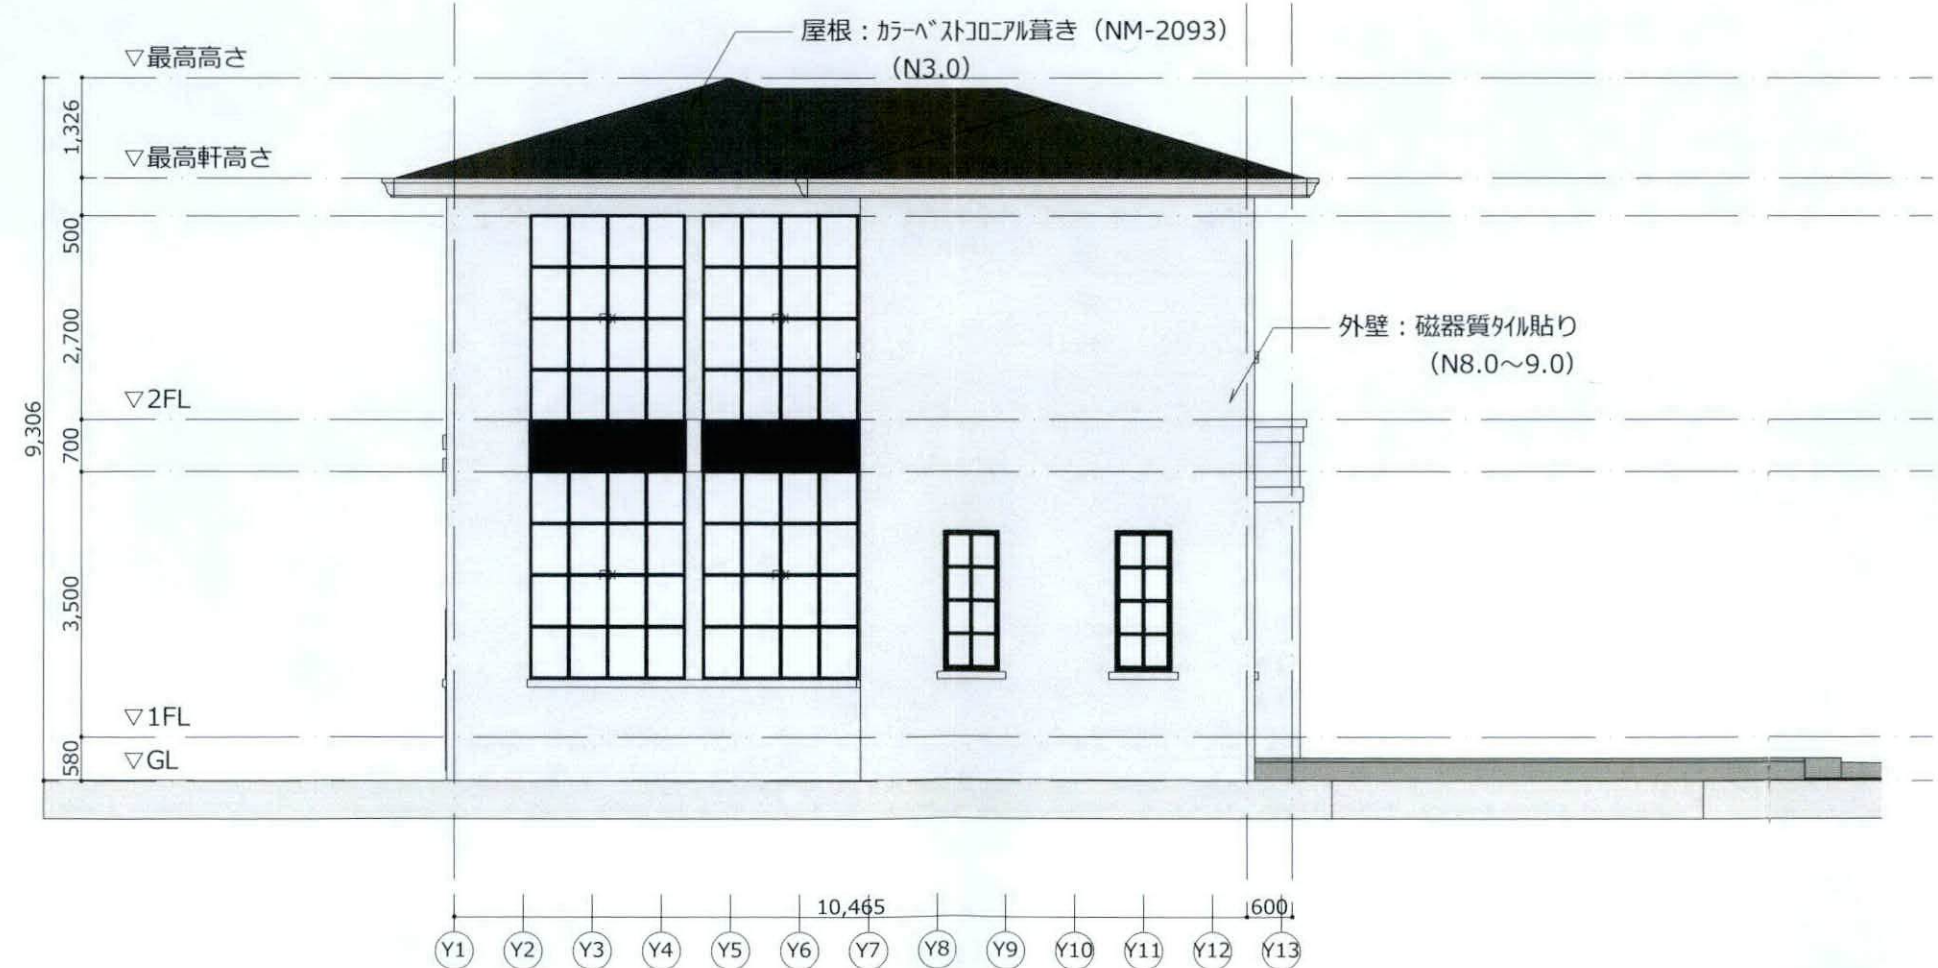 屋根：ｶﾗｰﾍﾞｽﾄｺﾛﾆｱﾙ葺き（NM-2093）
（N3.0）
▽最高高さ
1,326
▽最高軒高さ
500
2,700
外壁：磁器質ﾀｲﾙ貼り
（N8.0～9.0）
▽2FL
9,306
700
3,500
▽1FL
580
▽GL
10,465
600
Y1 Y2 Y3 Y4 Y5 Y6 Y7 Y8 Y9 Y10 Y11 Y12 Y13